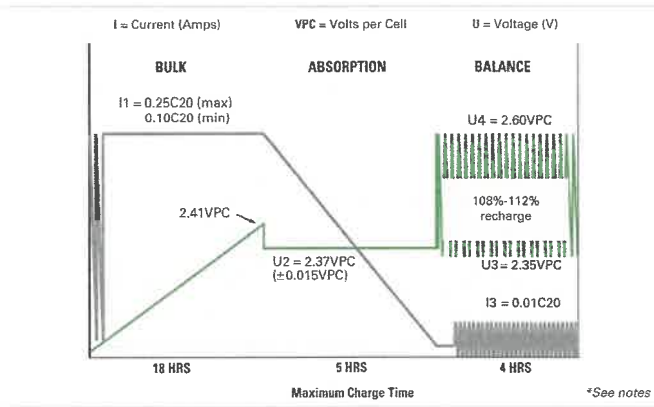 I = Current (Amps) VPC = Volts per Cell U = Voltage (V)
BULK ABSORPTION BALANCE
I1 = 0.25C20 (max)
0.10C20 (min)
U4 = 2.60VPC
2.41VPC
108%-112%
recharge
U2 = 2.37VPC
(±0.015VPC)
U3 = 2.35VPC
I3 = 0.01C20
18 HRS 5 HRS 4 HRS
Maximum Charge Time
*See notes